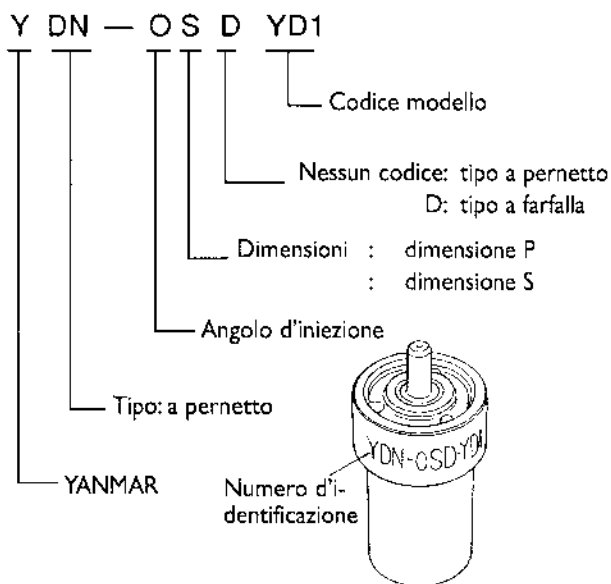 Y DN — O S D YD1
Codice modello
Nessun codice: tipo a pernetto
D: tipo a farfalla
Dimensioni : dimensione P
: dimensione S
Angolo d'iniezione
Tipo: a pernetto
YANMAR
YDN-OSD-YD1
Numero d'i-
dentificazione